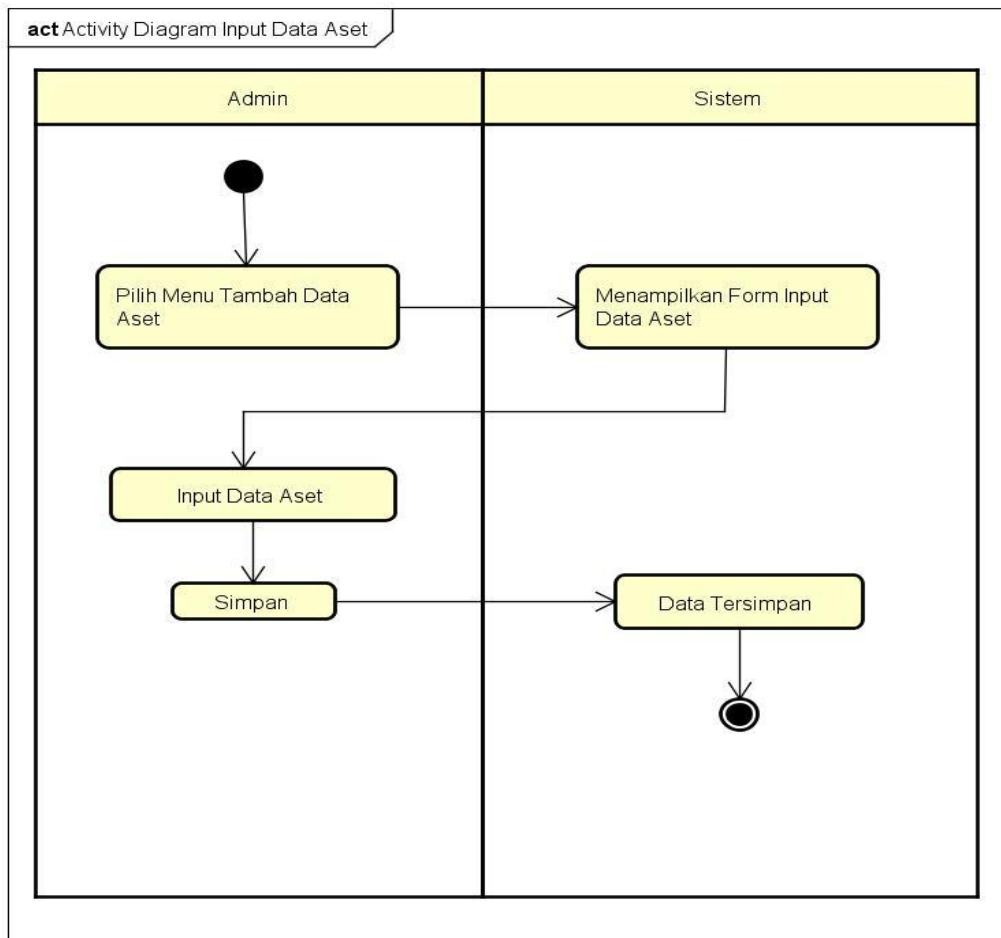 act Activity Diagram Input Data Aset
Admin
Sistem
Pilih Menu Tambah Data
Aset
Menampilkan Form Input
Data Aset
Input Data Aset
Simpan
Data Tersimpan